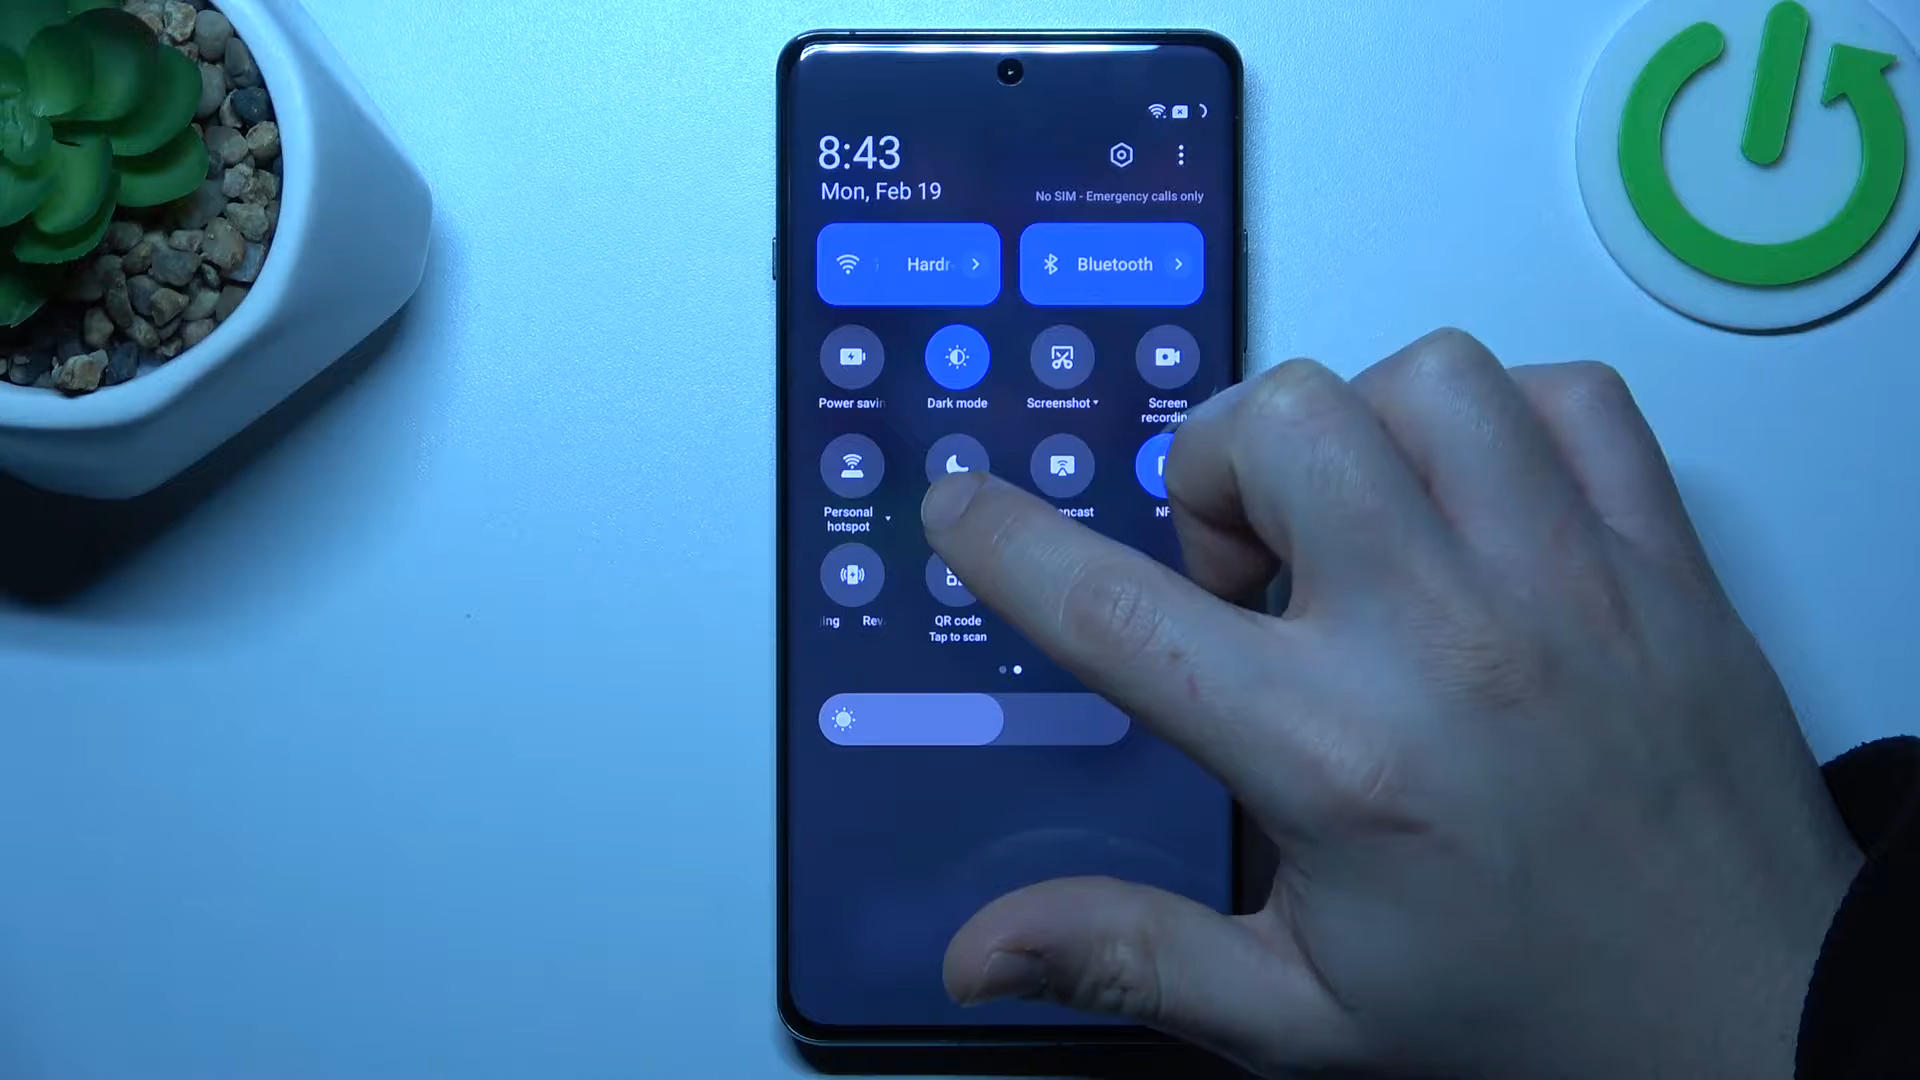 8:43
Mon, Feb 19
No SIM - Emergency calls only
Hardr
Bluetooth
Power savin
Dark mode
Screenshot
Screen
recordin
Personal
hotspot
ncast
NF
ing Rev
QR code
Tap to scan